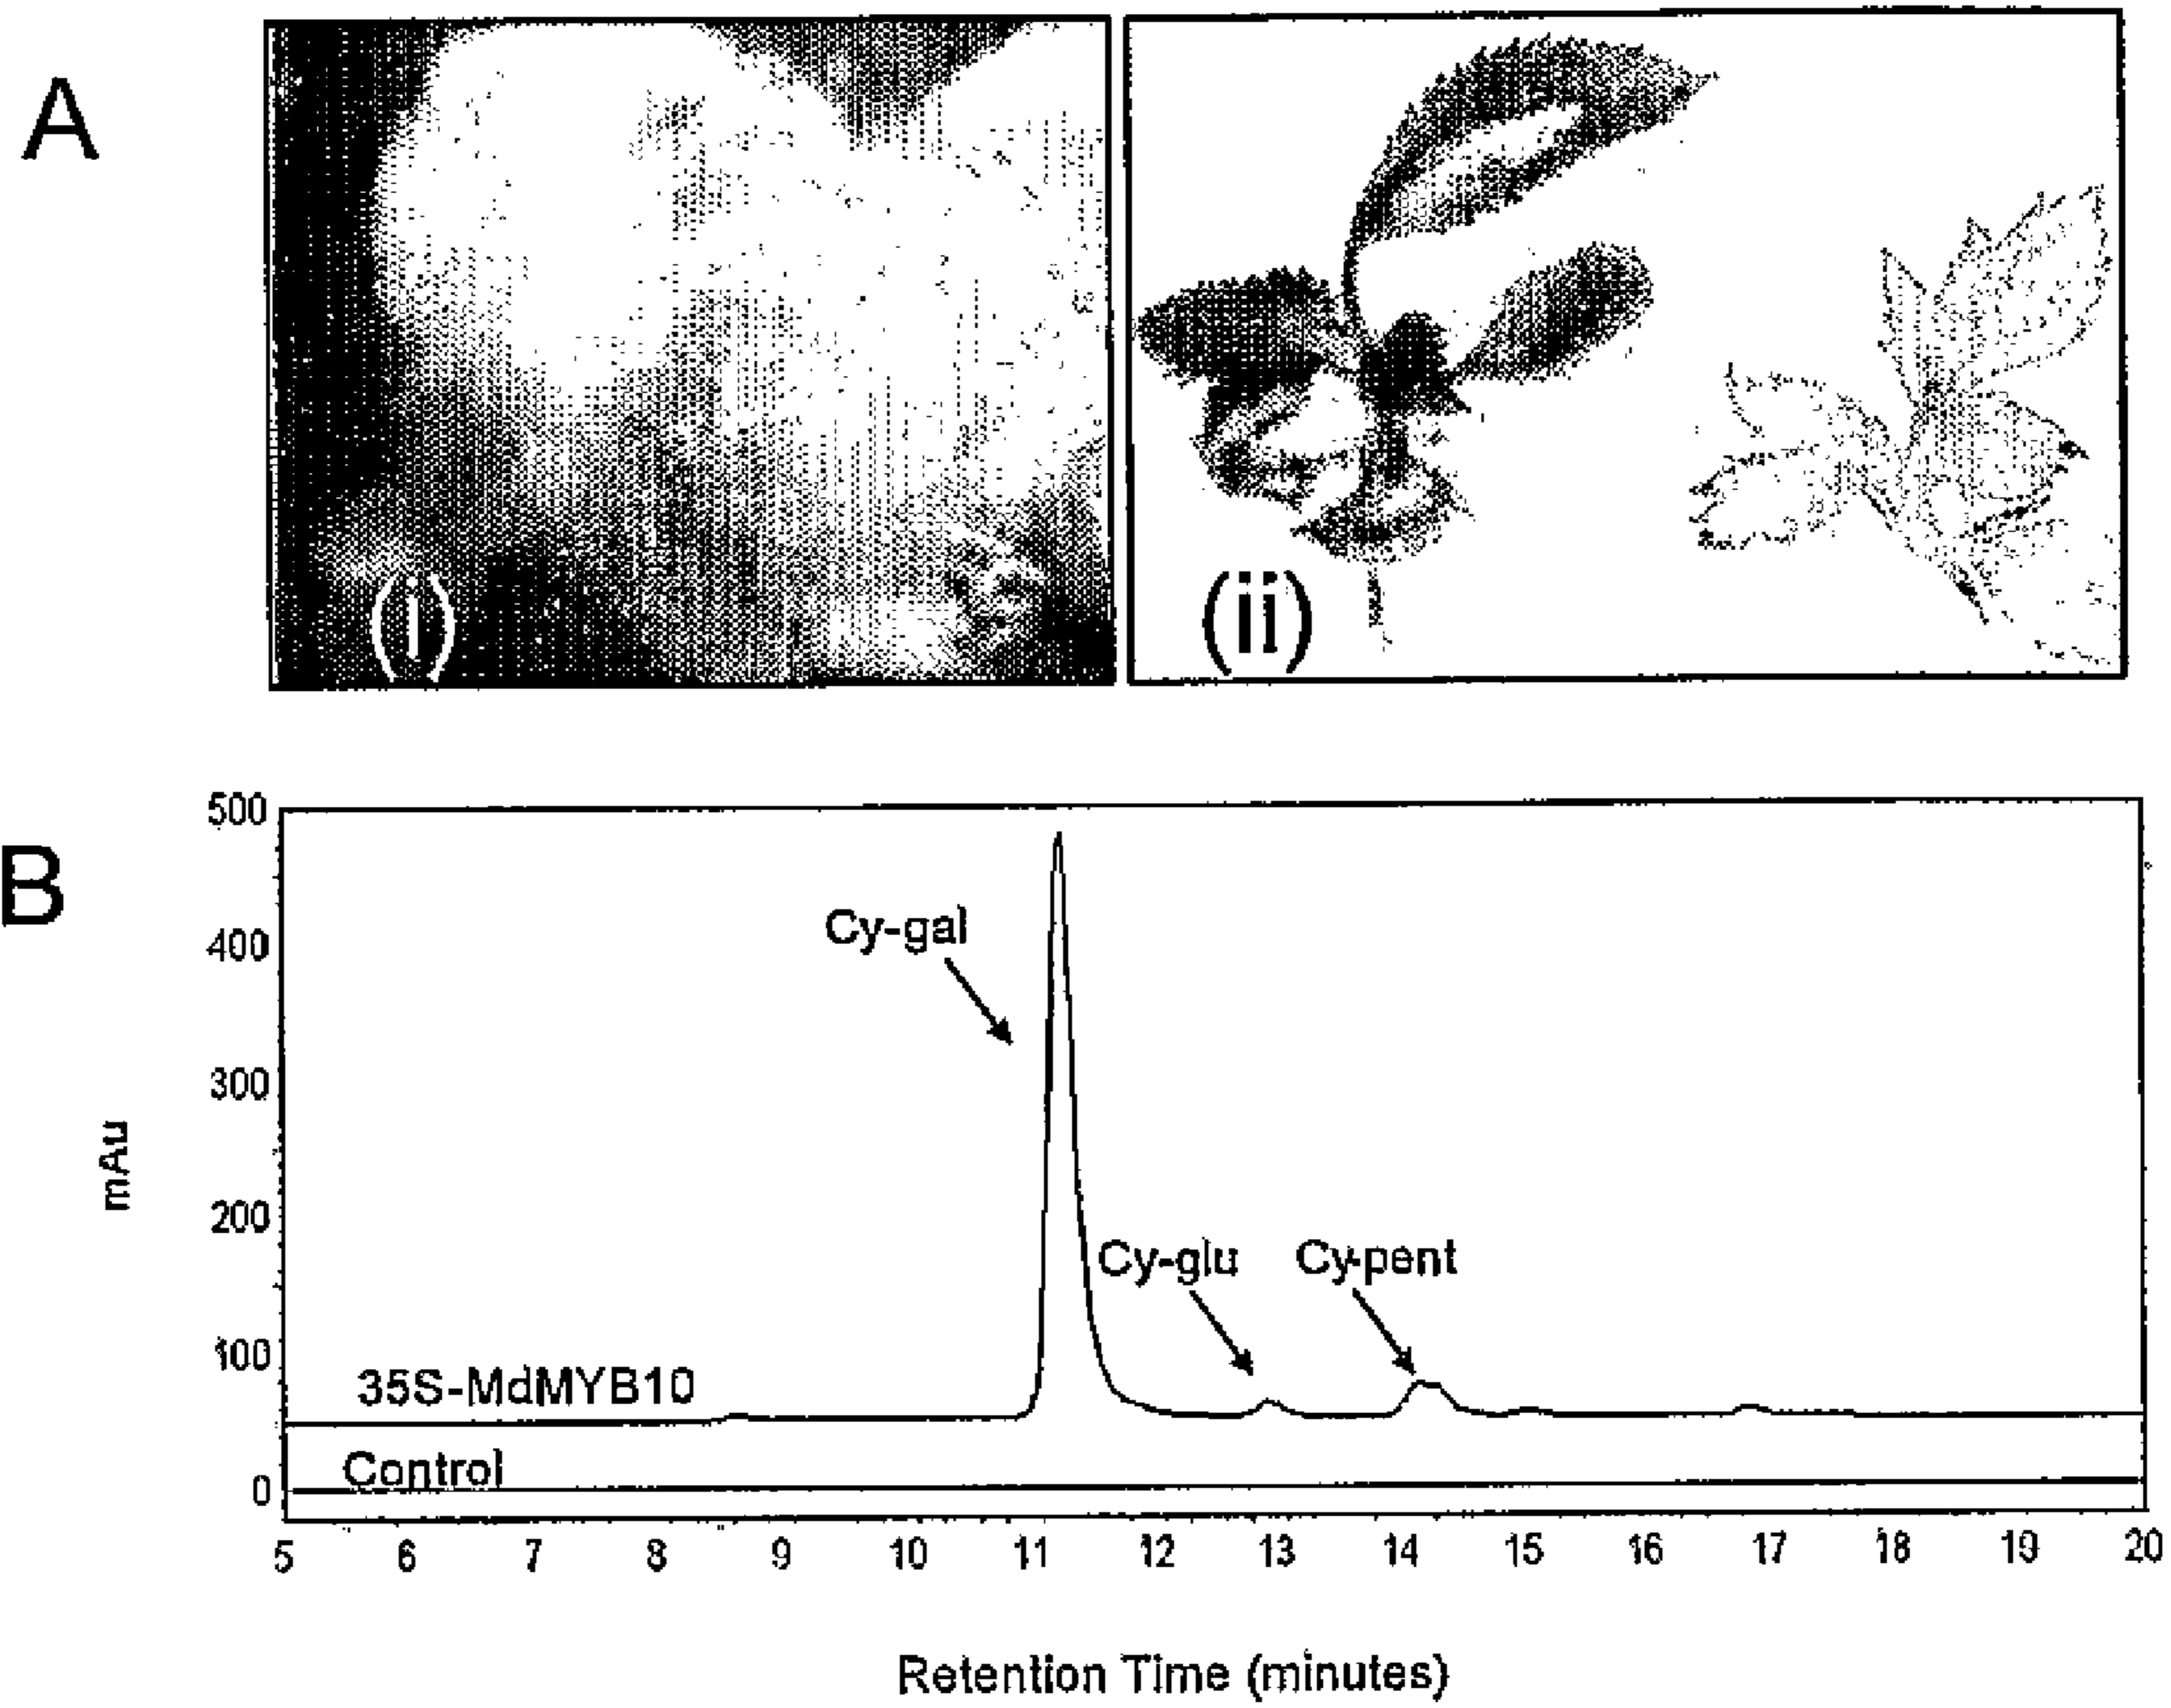 A
(i)
(ii)
B
500
400
300
200
100
0
mAu
Cy-gal
Cy-glu
Cy-pent
35S-MdMYB10
Control
5 6 7 8 9 10 11 12 13 14 15 16 17 18 19 20
Retention Time (minutes)